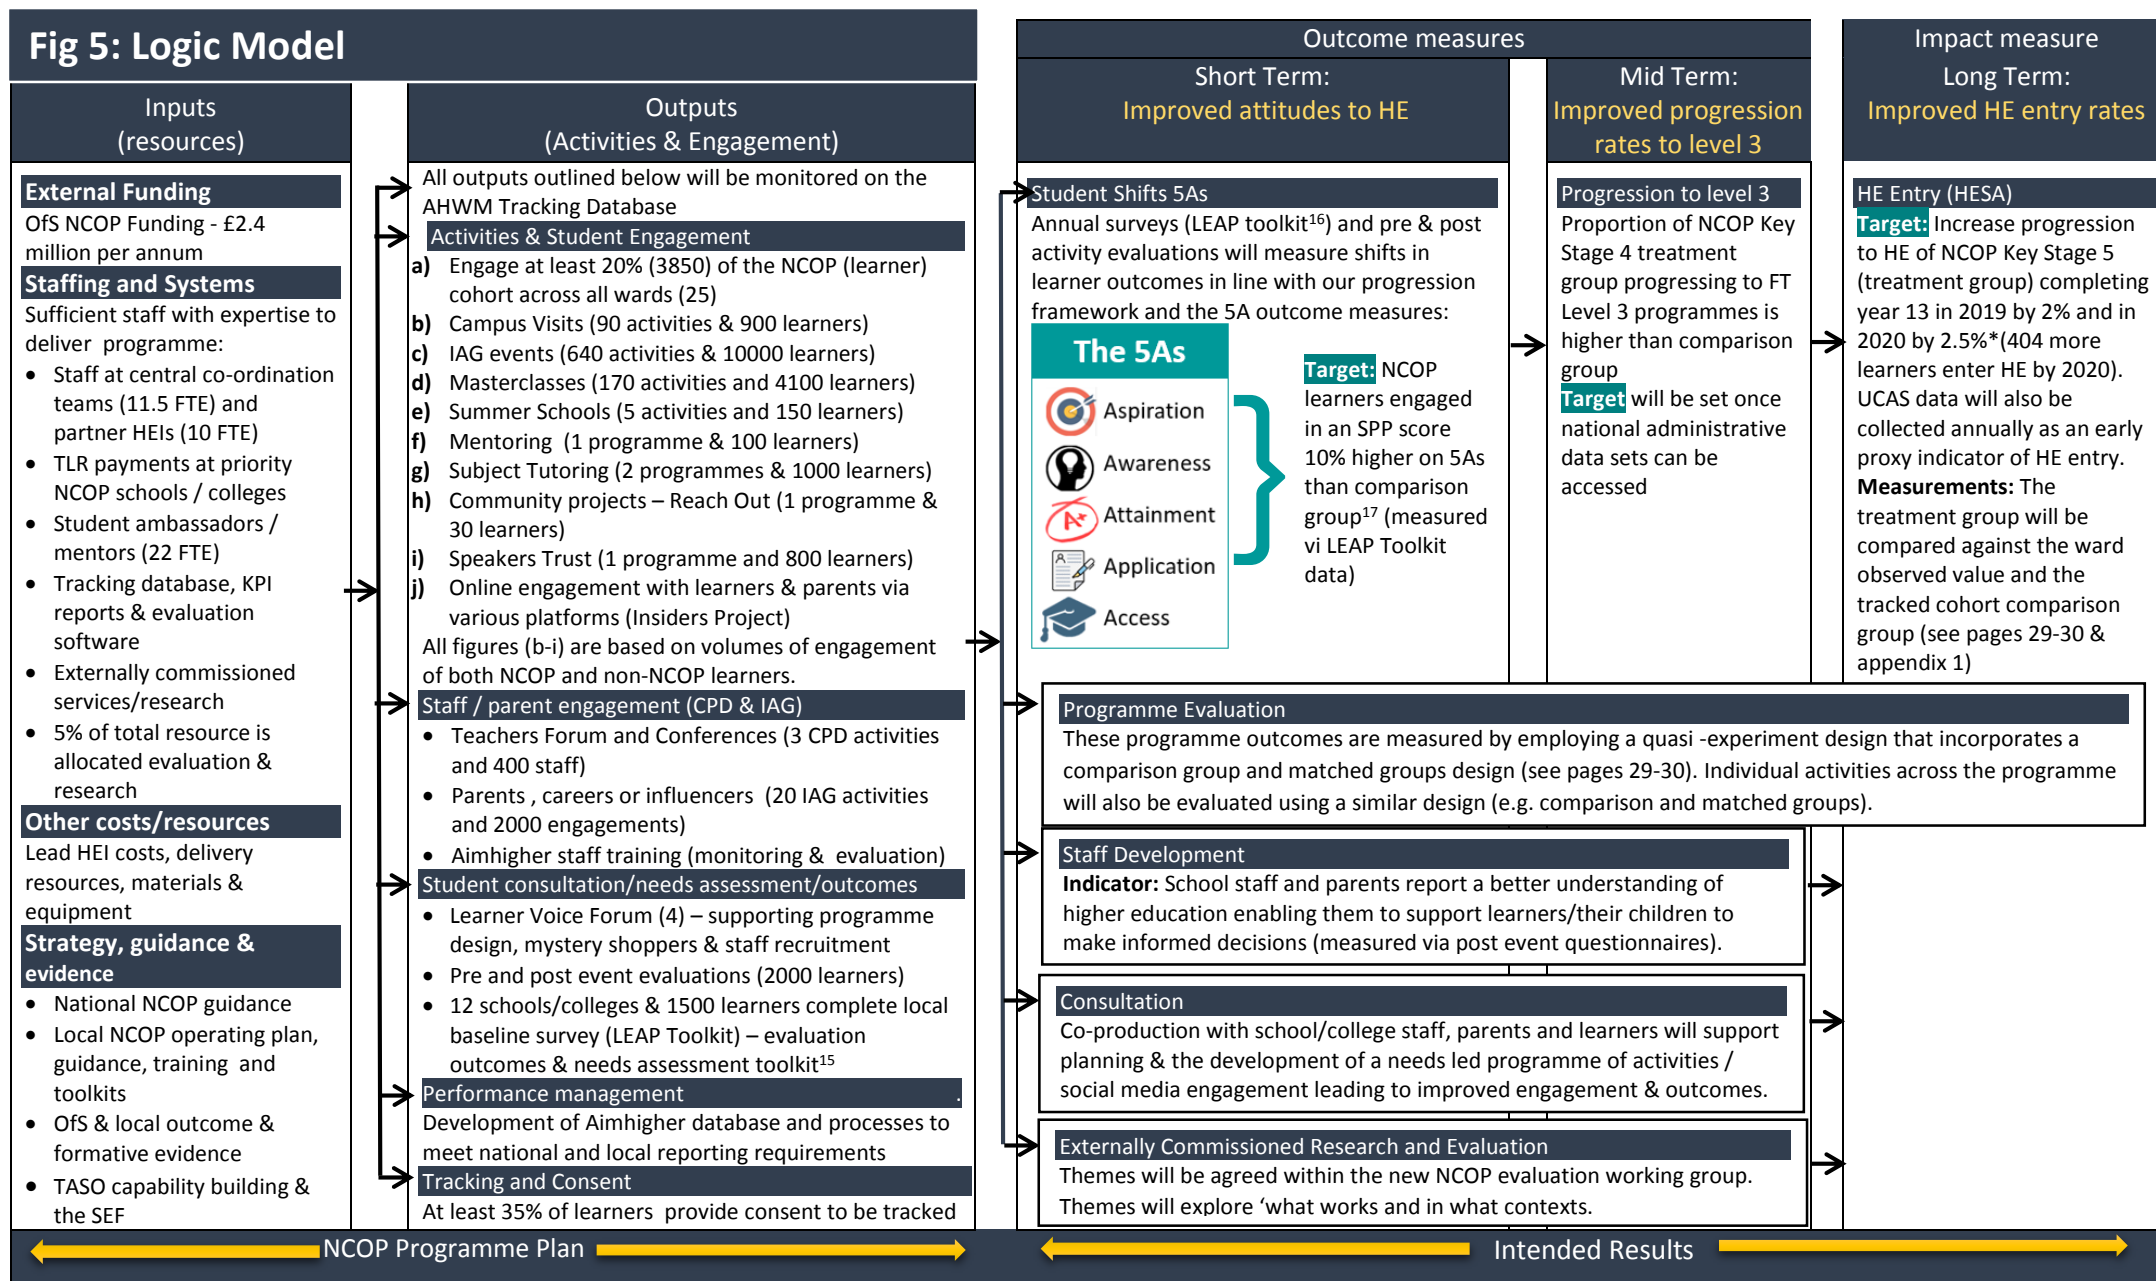 Fig 5: Logic Model
Inputs
(resources)
External Funding
OfS NCOP Funding - £2.4
million per annum
Staffing and Systems
Sufficient staff with expertise to
deliver programme:
• Staff at central co-ordination
teams (11.5 FTE) and
partner HEIs (10 FTE)
• TLR payments at priority
NCOP schools / colleges
• Student ambassadors /
mentors (22 FTE)
• Tracking database, KPI
reports & evaluation
software
• Externally commissioned
services/research
• 5% of total resource is
allocated evaluation &
research
Other costs/resources
Lead HEI costs, delivery
resources, materials &
equipment
Strategy, guidance &
evidence
• National NCOP guidance
• Local NCOP operating plan,
guidance, training and
toolkits
• OfS & local outcome &
formative evidence
• TASO capability building &
the SEF
Outputs
(Activities & Engagement)
All outputs outlined below will be monitored on the
AHWM Tracking Database
Activities & Student Engagement
a) Engage at least 20% (3850) of the NCOP (learner)
cohort across all wards (25)
b) Campus Visits (90 activities & 900 learners)
c) IAG events (640 activities & 10000 learners)
d) Masterclasses (170 activities and 4100 learners)
e) Summer Schools (5 activities and 150 learners)
f) Mentoring (1 programme & 100 learners)
g) Subject Tutoring (2 programmes & 1000 learners)
h) Community projects – Reach Out (1 programme &
30 learners)
i) Speakers Trust (1 programme and 800 learners)
j) Online engagement with learners & parents via
various platforms (Insiders Project)
All figures (b-i) are based on volumes of engagement
of both NCOP and non-NCOP learners.
Staff / parent engagement (CPD & IAG)
• Teachers Forum and Conferences (3 CPD activities
and 400 staff)
• Parents , careers or influencers (20 IAG activities
and 2000 engagements)
• Aimhigher staff training (monitoring & evaluation)
Student consultation/needs assessment/outcomes
• Learner Voice Forum (4) – supporting programme
design, mystery shoppers & staff recruitment
• Pre and post event evaluations (2000 learners)
• 12 schools/colleges & 1500 learners complete local
baseline survey (LEAP Toolkit) – evaluation
outcomes & needs assessment toolkit15
Performance management .
Development of Aimhigher database and processes to
meet national and local reporting requirements
Tracking and Consent
At least 35% of learners provide consent to be tracked
Outcome measures
Short Term:
Improved attitudes to HE
Student Shifts 5As
Annual surveys (LEAP toolkit16) and pre & post
activity evaluations will measure shifts in
learner outcomes in line with our progression
framework and the 5A outcome measures:
The 5As
Aspiration
Awareness
A+
Attainment
Application
Access
Target: NCOP
learners engaged
in an SPP score
10% higher on 5As
than comparison
group17 (measured
vi LEAP Toolkit
data)
Mid Term:
Improved progression
rates to level 3
Progression to level 3
Proportion of NCOP Key
Stage 4 treatment
group progressing to FT
Level 3 programmes is
higher than comparison
group
Target will be set once
national administrative
data sets can be
accessed
Impact measure
Long Term:
Improved HE entry rates
HE Entry (HESA)
Target: Increase progression
to HE of NCOP Key Stage 5
(treatment group) completing
year 13 in 2019 by 2% and in
2020 by 2.5%*(404 more
learners enter HE by 2020).
UCAS data will also be
collected annually as an early
proxy indicator of HE entry.
Measurements: The
treatment group will be
compared against the ward
observed value and the
tracked cohort comparison
group (see pages 29-30 &
appendix 1)
Programme Evaluation
These programme outcomes are measured by employing a quasi -experiment design that incorporates a
comparison group and matched groups design (see pages 29-30). Individual activities across the programme
will also be evaluated using a similar design (e.g. comparison and matched groups).
Staff Development
Indicator: School staff and parents report a better understanding of
higher education enabling them to support learners/their children to
make informed decisions (measured via post event questionnaires).
Consultation
Co-production with school/college staff, parents and learners will support
planning & the development of a needs led programme of activities /
social media engagement leading to improved engagement & outcomes.
Externally Commissioned Research and Evaluation
Themes will be agreed within the new NCOP evaluation working group.
Themes will explore ‘what works and in what contexts.
NCOP Programme Plan
Intended Results